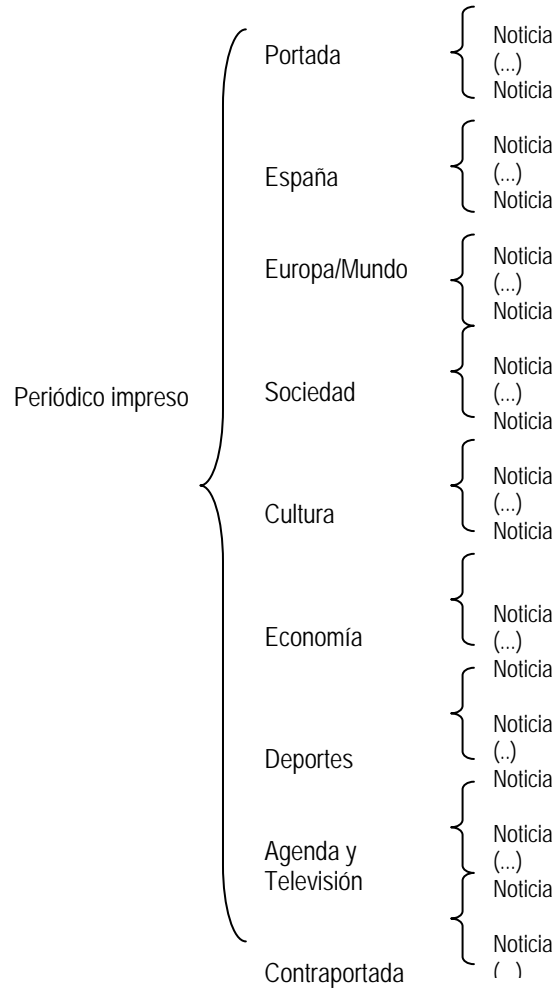 Periódico impreso
Portada
Noticia
(...)
Noticia
España
Noticia
(...)
Noticia
Europa/Mundo
Noticia
(...)
Noticia
Sociedad
Noticia
(...)
Noticia
Cultura
Noticia
(...)
Noticia
Economía
Noticia
(...)
Noticia
Deportes
Noticia
(..)
Noticia
Agenda y
Televisión
Noticia
(...)
Noticia
Contraportada
Noticia